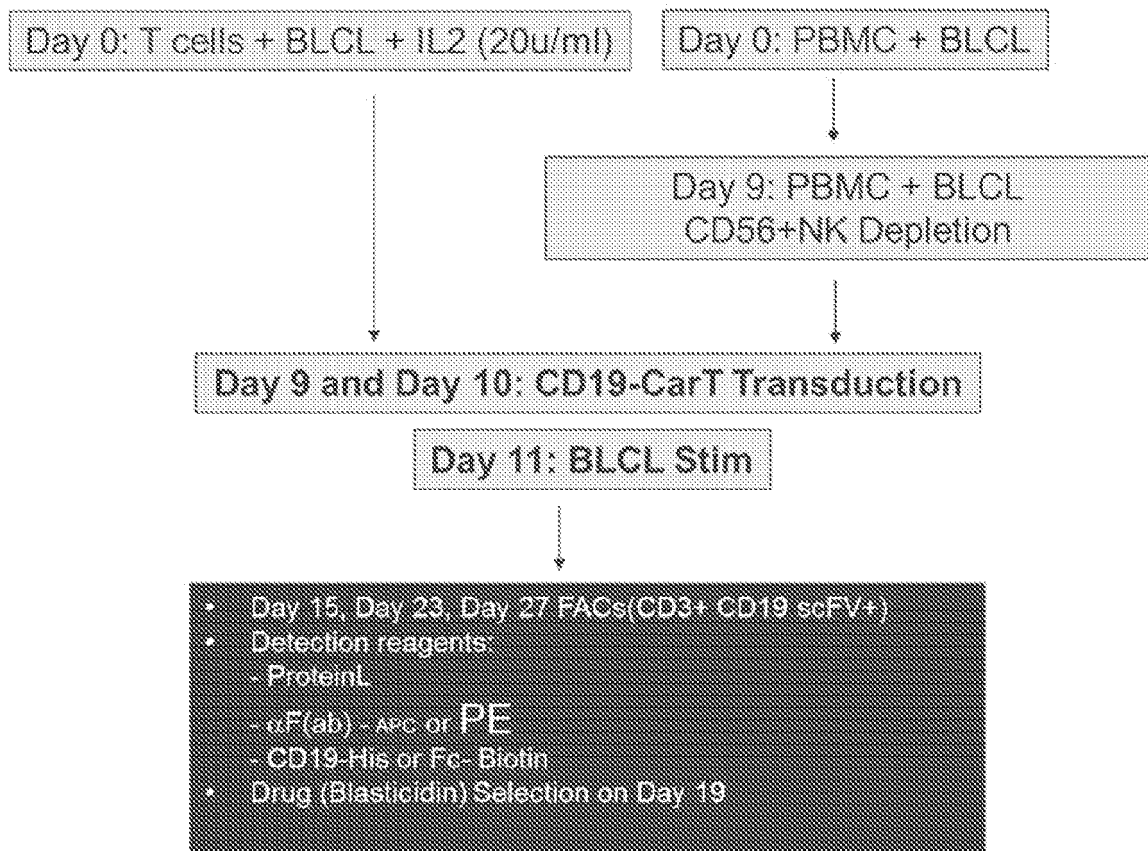 Day 0: T cells + BLCL + IL2 (20u/ml)
Day 0: PBMC + BLCL
Day 9: PBMC + BLCL
CD56+NK Depletion
Day 9 and Day 10: CD19-CarT Transduction
Day 11: BLCL Stim
• Day 15, Day 23, Day 27 FACs(CD3+ CD19 scFV+)
• Detection reagents:
- ProteinL
- αF(ab) - APC or PE
- CD19-His or Fc- Biotin
• Drug (Blasticidin) Selection on Day 19